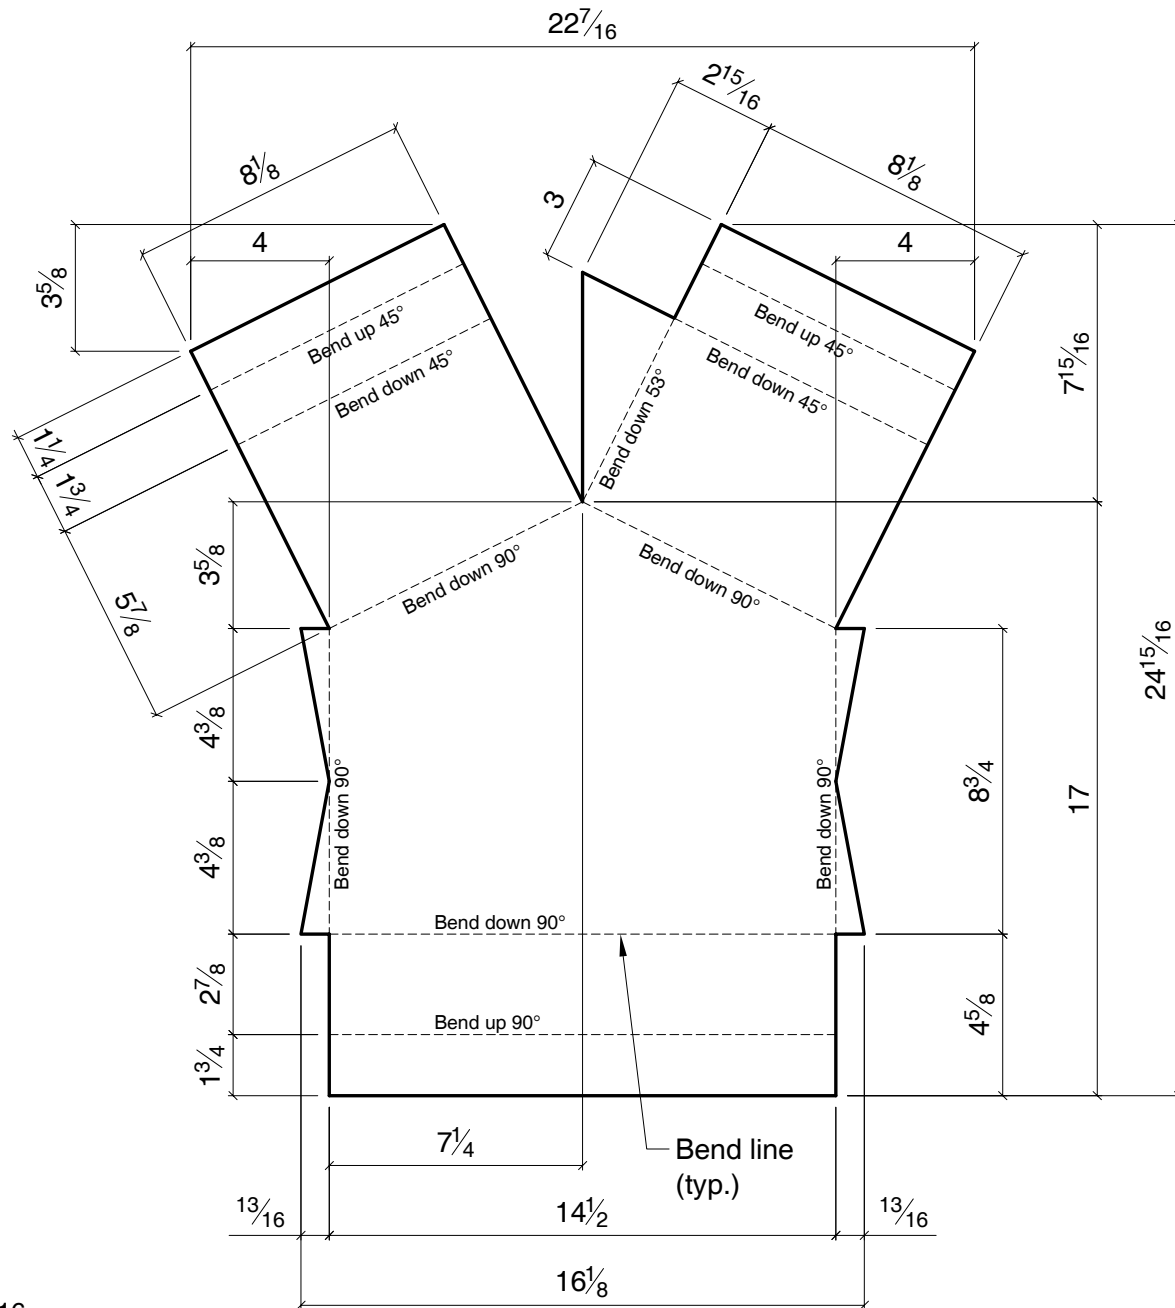 22 7/16
2 15/16
8 1/8
8 1/8
3
4
4
3 5/8
Bend up 45°
Bend up 45°
Bend down 45°
Bend down 45°
7 15/16
Bend down 53°
1 1/4
1 3/4
5 7/8
3 5/8
Bend down 90°
Bend down 90°
24 15/16
4 3/8
Bend down 90°
Bend down 90°
8 3/4
17
4 3/8
Bend down 90°
2 7/8
Bend up 90°
4 5/8
1 3/4
7 1/4
Bend line
(typ.)
13/16
14 1/2
13/16
16 1/8